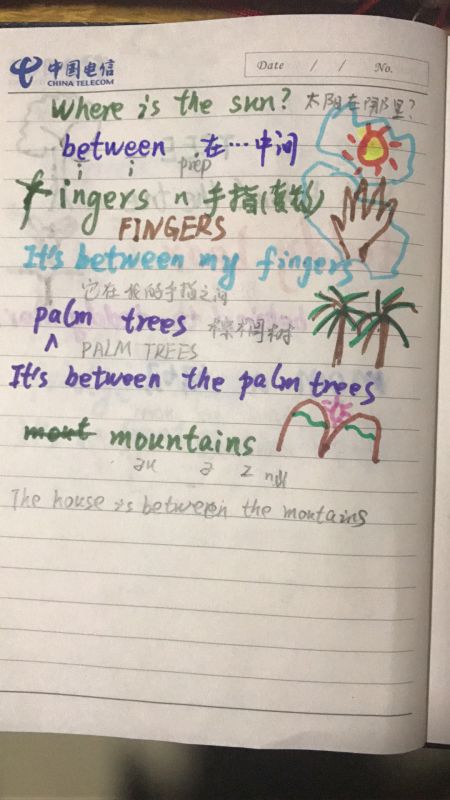 中国电信
CHINA TELECOM
Date / / No.
Where is the sun? 太阳在哪里?
between 在…中间
prep
fingers n 手指(复数)
FINGERS
It's between my fingers
它在我的手指之间
palm trees 棕榈树
PALM TREES
It's between the palm trees
mont mountains
The house is between the montains